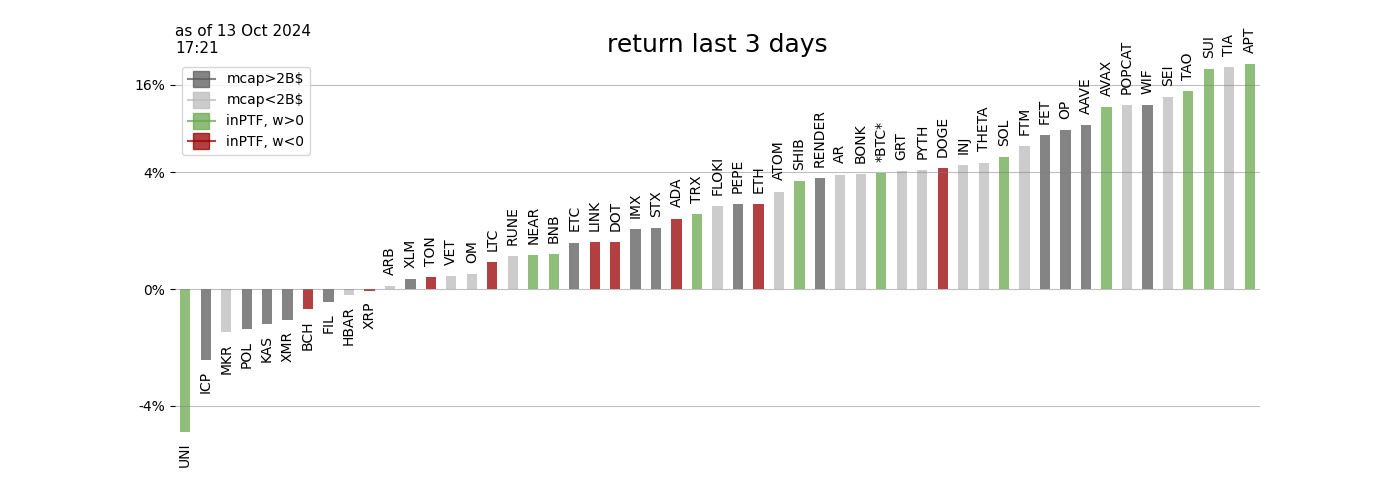 as of 13 Oct 2024
17:21
return last 3 days
mcap>2B$
mcap<2B$
inPTF, w>0
inPTF, w<0
16%
4%
0%
-4%
UNI
ICP
MKR
POL
KAS
XMR
BCH
FIL
HBAR
XRP
ARB
XLM
TON
VET
OM
LTC
RUNE
NEAR
BNB
ETC
LINK
DOT
IMX
STX
ADA
TRX
FLOKI
PEPE
ETH
ATOM
SHIB
RENDER
AR
BONK
*BTC*
GRT
PYTH
DOGE
INJ
THETA
SOL
FTM
FET
OP
AAVE
AVAX
POPCAT
WIF
SEI
TAO
SUI
TIA
APT